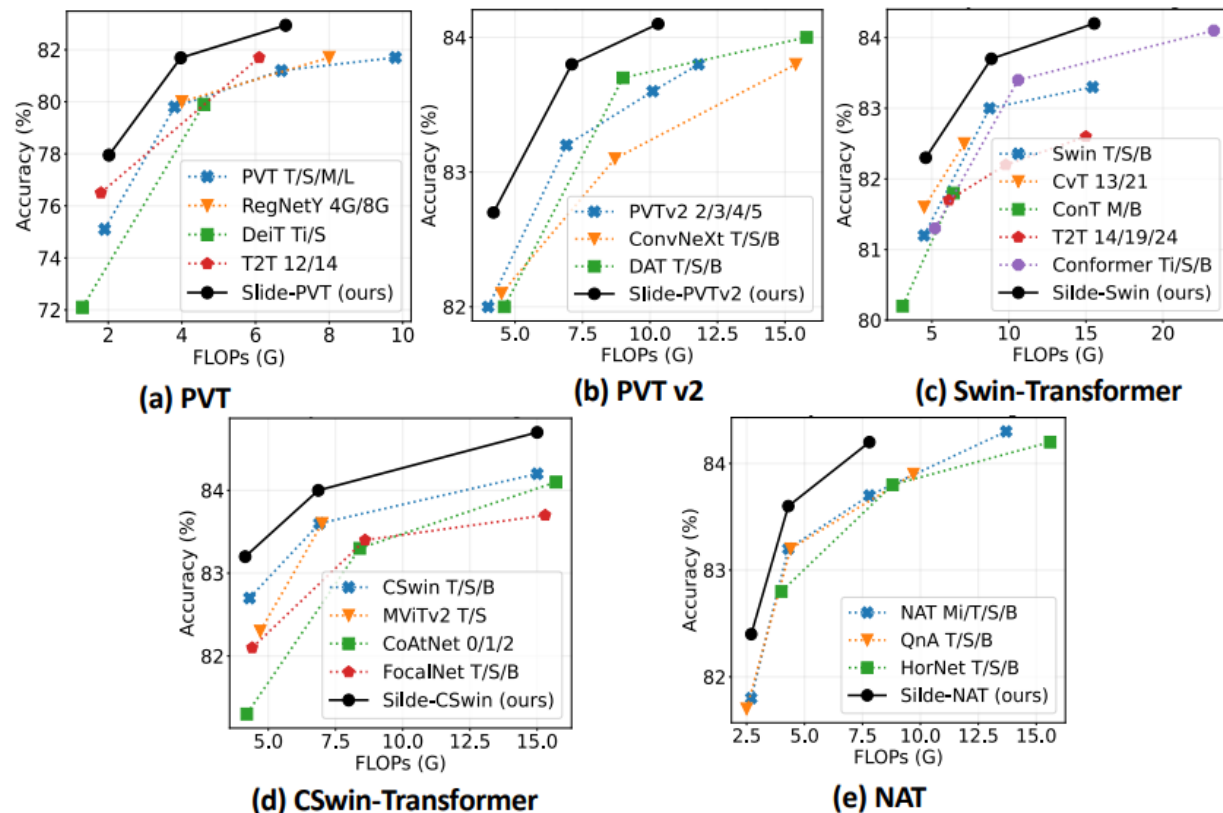 Accuracy (%)
82
80
78
76
74
72
PVT T/S/M/L
RegNetY 4G/8G
DeiT Ti/S
T2T 12/14
Slide-PVT (ours)
2 4 6 8 10
FLOPs (G)
(a) PVT
Accuracy (%)
84
83
82
PVTv2 2/3/4/5
ConvNeXt T/S/B
DAT T/S/B
Slide-PVTv2 (ours)
5.0 7.5 10.0 12.5 15.0
FLOPs (G)
(b) PVT v2
Accuracy (%)
84
83
82
81
80
Swin T/S/B
CvT 13/21
ConT M/B
T2T 14/19/24
Conformer Ti/S/B
Silde-Swin (ours)
5 10 15 20
FLOPs (G)
(c) Swin-Transformer
Accuracy (%)
84
83
82
CSwin T/S/B
MViTv2 T/S
CoAtNet 0/1/2
FocalNet T/S/B
Silde-CSwin (ours)
5.0 7.5 10.0 12.5 15.0
FLOPs (G)
(d) CSwin-Transformer
Accuracy (%)
84
83
82
NAT Mi/T/S/B
QnA T/S/B
HorNet T/S/B
Silde-NAT (ours)
2.5 5.0 7.5 10.0 12.5 15.0
FLOPs (G)
(e) NAT